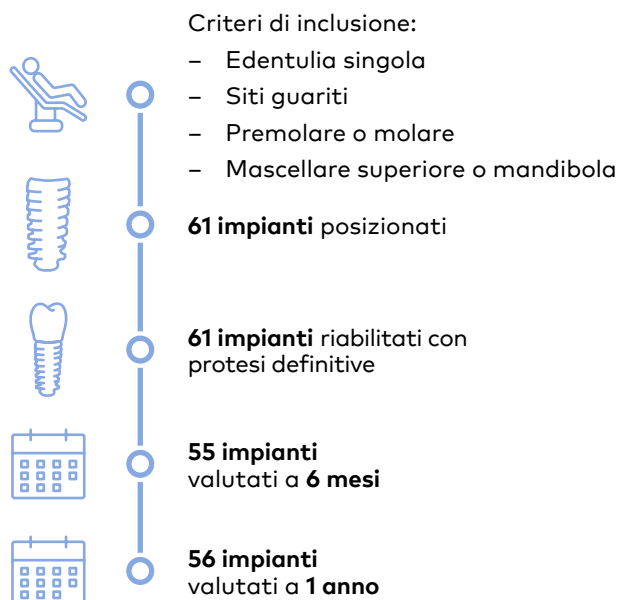 Criteri di inclusione:
– Edentulia singola
– Siti guariti
– Premolare o molare
– Mascellare superiore o mandibola
61 impianti posizionati
61 impianti riabilitati con
protesi definitive
55 impianti
valutati a 6 mesi
56 impianti
valutati a 1 anno